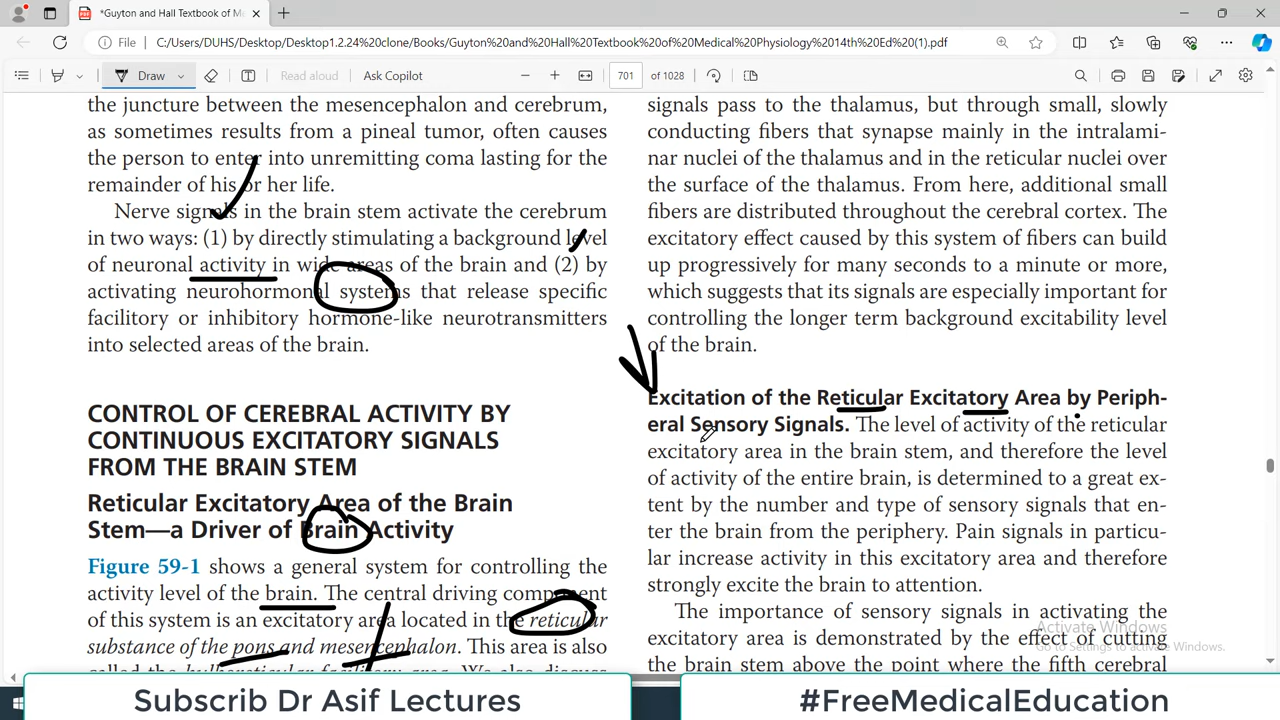 *Guyton and Hall Textbook of Me
File
C:/Users/DUHS/Desktop/Desktop1.2.24%20clone/Books/Guyton%20and%20Hall%20Textbook%20of%20Medical%20Physiology%2014th%20Ed%20(1).pdf
Draw
Read aloud
Ask Copilot
701
of 1028
the juncture between the mesencephalon and cerebrum,
as sometimes results from a pineal tumor, often causes
the person to enter into unremitting coma lasting for the
remainder of his or her life.
Nerve signals in the brain stem activate the cerebrum
in two ways: (1) by directly stimulating a background level
of neuronal activity in wide areas of the brain and (2) by
activating neurohormonal systems that release specific
facilitory or inhibitory hormone-like neurotransmitters
into selected areas of the brain.
CONTROL OF CEREBRAL ACTIVITY BY
CONTINUOUS EXCITATORY SIGNALS
FROM THE BRAIN STEM
Reticular Excitatory Area of the Brain
Stem—a Driver of Brain Activity
Figure 59-1 shows a general system for controlling the
activity level of the brain. The central driving component
of this system is an excitatory area located in the reticular
substance of the pons and mesencephalon. This area is also
signals pass to the thalamus, but through small, slowly
conducting fibers that synapse mainly in the intralami-
nar nuclei of the thalamus and in the reticular nuclei over
the surface of the thalamus. From here, additional small
fibers are distributed throughout the cerebral cortex. The
excitatory effect caused by this system of fibers can build
up progressively for many seconds to a minute or more,
which suggests that its signals are especially important for
controlling the longer term background excitability level
of the brain.
Excitation of the Reticular Excitatory Area by Periph-
eral Sensory Signals. The level of activity of the reticular
excitatory area in the brain stem, and therefore the level
of activity of the entire brain, is determined to a great ex-
tent by the number and type of sensory signals that en-
ter the brain from the periphery. Pain signals in particu-
lar increase activity in this excitatory area and therefore
strongly excite the brain to attention.
The importance of sensory signals in activating the
excitatory area is demonstrated by the effect of cutting
the brain stem above the point where the fifth cerebral
Activate Windows
Go to Settings to activate Windows.
Subscrib Dr Asif Lectures
#FreeMedicalEducation